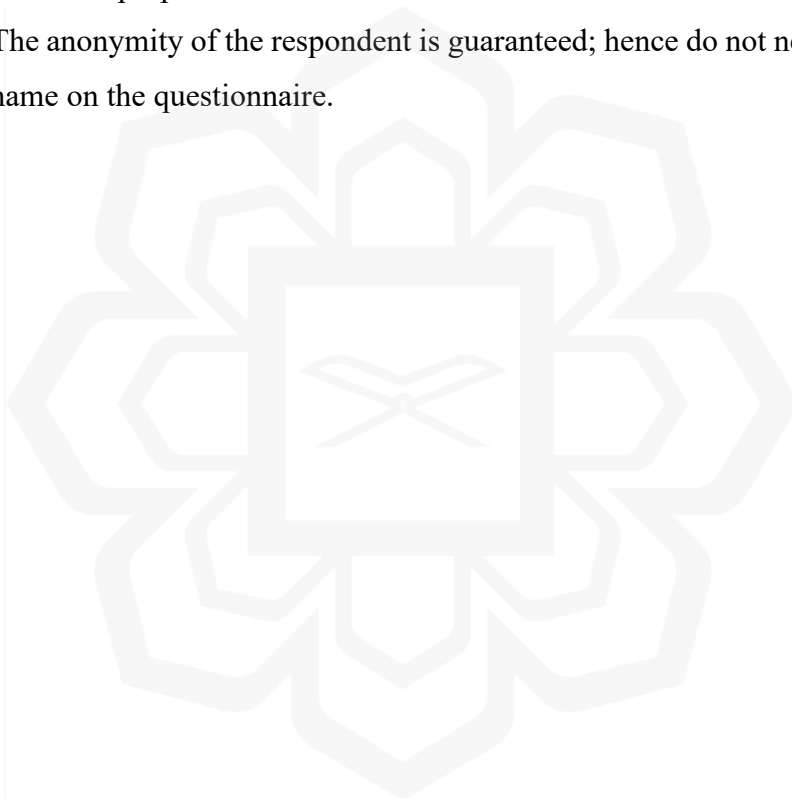 The anonymity of the respondent is guaranteed; hence do not
name on the questionnaire.